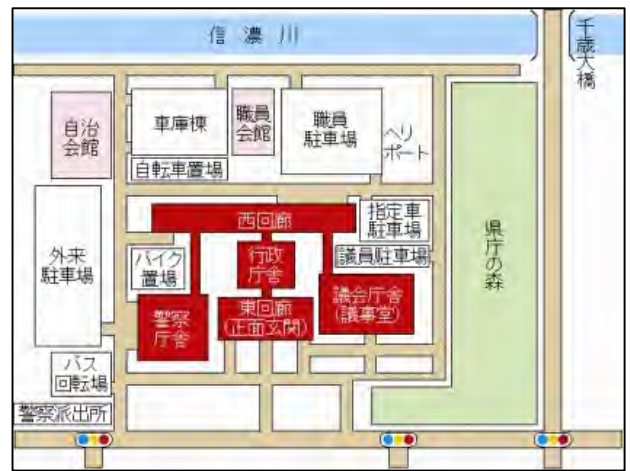 信濃川
千歳大橋
自治
会館
車庫棟
職員
会館
職員
駐車場
ヘリ
ポート
自転車置場
西回廊
指定車
駐車場
議員駐車場
外来
駐車場
バイク
置場
行政
庁舎
県庁の森
警察
庁舎
東回廊
(正面玄関)
議会庁舎
(議事堂)
バス
回転場
警察派出所